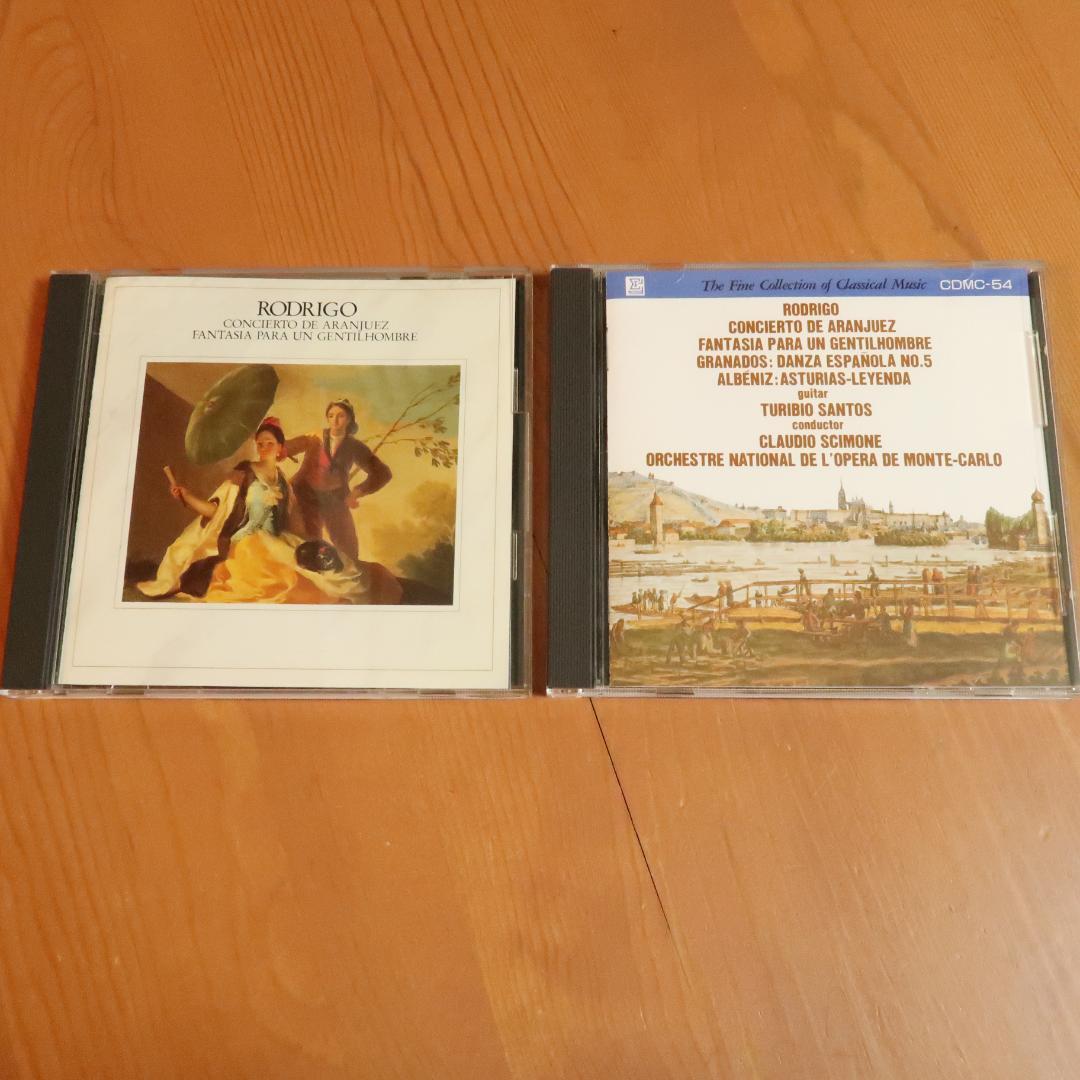 RODRIGO
CONCIERTO DE ARANJUEZ
FANTASIA PARA UN GENTILHOMBRE
The Fine Collection of Classical Music CDMC-54
RODRIGO
CONCIERTO DE ARANJUEZ
FANTASIA PARA UN GENTILHOMBRE
GRANADOS: DANZA ESPAÑOLA NO.5
ALBÉNIZ: ASTURIAS-LEYENDA
guitar
TURIBIO SANTOS
conductor
CLAUDIO SCIMONE
ORCHESTRE NATIONAL DE L'OPERA DE MONTE-CARLO